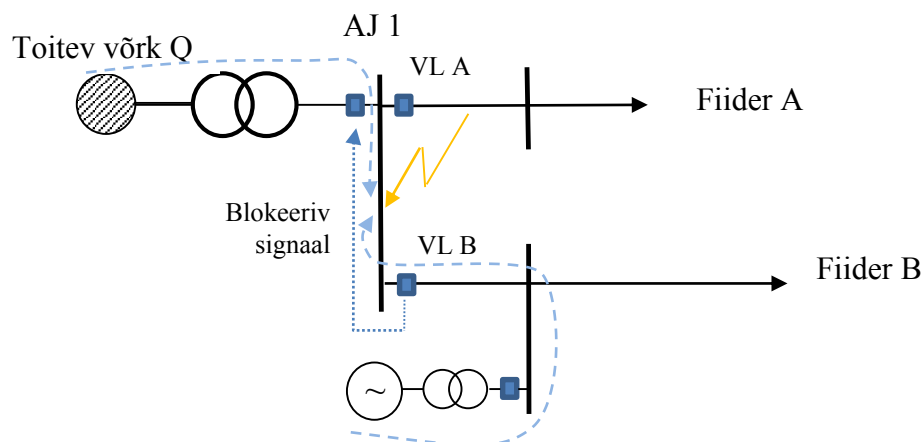 AJ 1
Toitev võrk Q
VL A
Fiider A
Blokeeriv
signaal
VL B
Fiider B
~